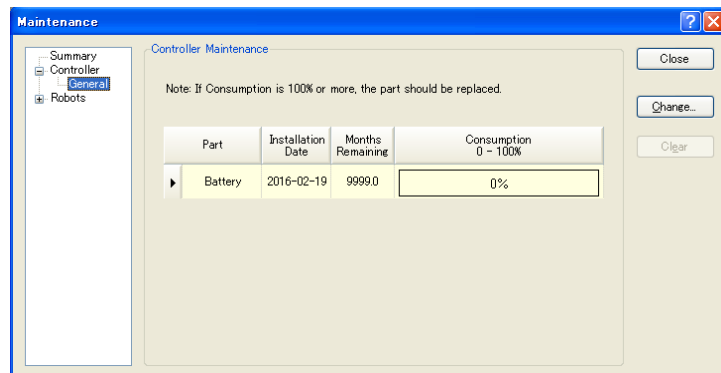 Maintenance
Summary
Controller
General
Robots
Controller Maintenance
Note: If Consumption is 100% or more, the part should be replaced.
Part
Installation
Date
Months
Remaining
Consumption
0 - 100%
Battery
2016-02-19
9999.0
0%
Close
Change...
Clear